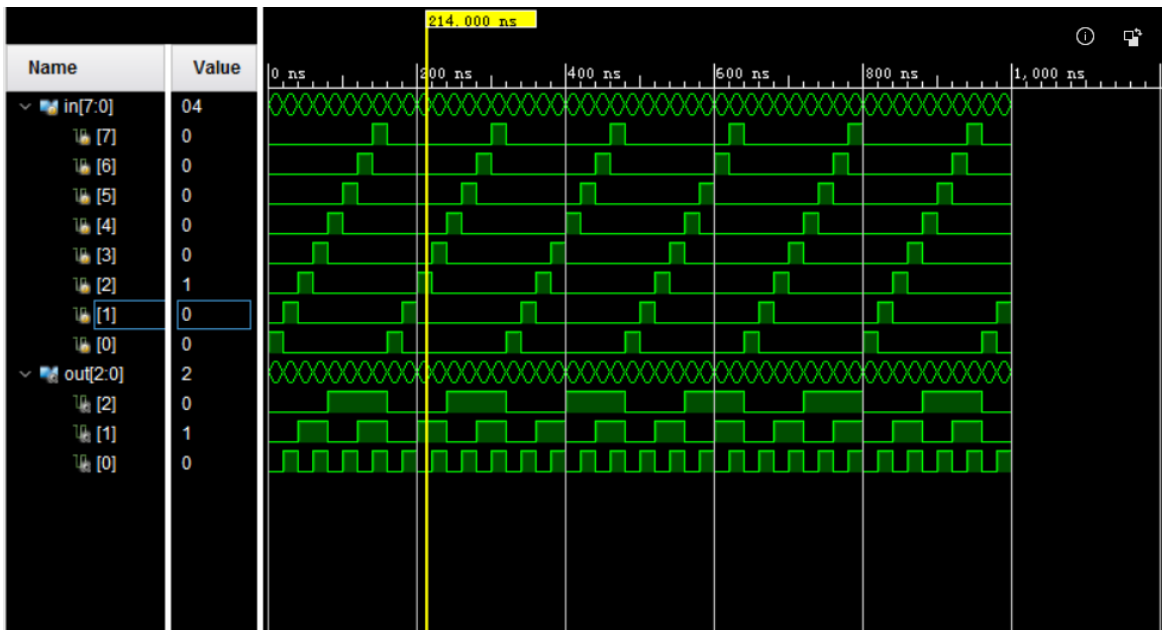 214.000 ns
Name Value
0 ns 200 ns 400 ns 600 ns 800 ns 1,000 ns
in[7:0] 04
[7] 0
[6] 0
[5] 0
[4] 0
[3] 0
[2] 1
[1] 0
[0] 0
out[2:0] 2
[2] 0
[1] 1
[0] 0